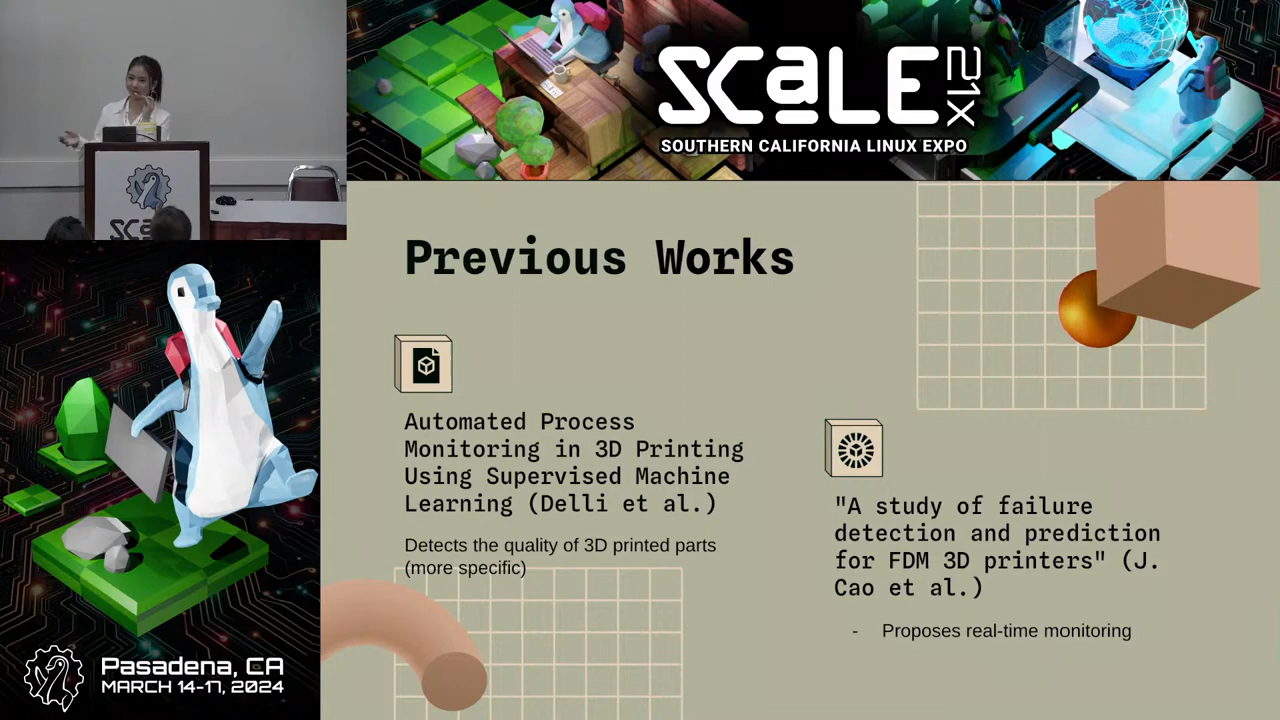 SCALE 21X
SOUTHERN CALIFORNIA LINUX EXPO
SCa
Previous Works
Automated Process
Monitoring in 3D Printing
Using Supervised Machine
Learning (Delli et al.)
Detects the quality of 3D printed parts
(more specific)
"A study of failure
detection and prediction
for FDM 3D printers" (J.
Cao et al.)
- Proposes real-time monitoring
Pasadena, CA
MARCH 14-17, 2024